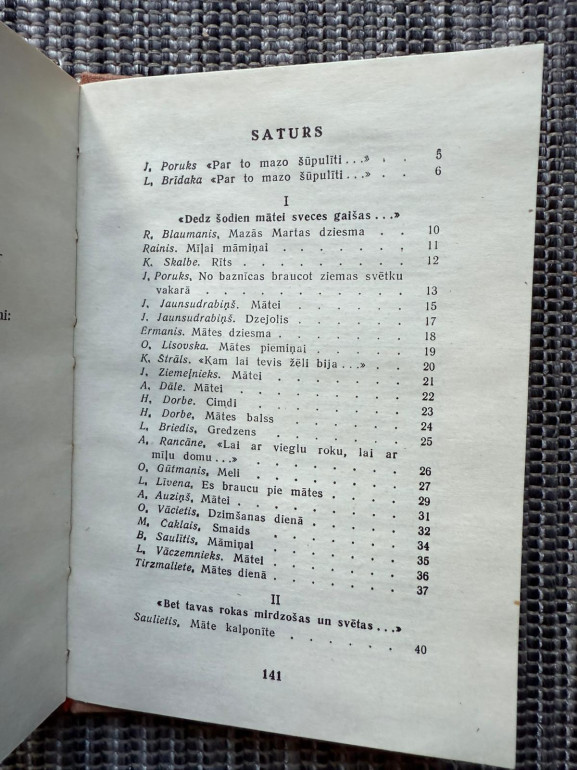 ni:
SATURS
J. Poruks «Par to mazo šūpulīti...» . . 5
L. Brīdaka «Par to mazo šūpulīti...» . . 6
I
«Dedz šodien mātei sveces gaišas...»
R. Blaumanis, Mazās Martas dziesma . . 10
Rainis. Mīļai māmiņai . . . . . . . 11
K. Skalbe. Rīts . . . . . . . . . 12
J. Poruks, No baznīcas braucot ziemas svētku
vakarā . . . . . . . . . . 13
J. Jaunsudrabiņš. Mātei . . . . . . 15
J. Jaunsudrabiņš. Dzejolis . . . . . . 17
Ermanis. Mātes dziesma . . . . . . . 18
O. Lisovska. Mātes piemiņai . . . . . 19
K. Štrāls. «Kam lai tevis žēli bija...» . . 20
J. Ziemeļnieks. Mātei . . . . . . . 21
A. Dāle. Mātei . . . . . . . . . 22
H. Dorbe. Cimdi . . . . . . . . 23
H. Dorbe, Mātes balss . . . . . . . 24
L. Briedis, Gredzens . . . . . . . 25
A. Rancāne, «Lai ar vieglu roku, lai ar
mīļu domu...» . . . . . . . 26
O. Gūtmanis, Meli . . . . . . . . 27
L. Līvena, Es braucu pie mātes . . . . 29
A. Auziņš, Mātei . . . . . . . . 31
O. Vācietis, Dzimšanas dienā . . . . . 32
M. Čaklais, Smaids . . . . . . . 34
B. Saulītis, Māmiņai . . . . . . . 35
L. Vāczemnieks. Mātei . . . . . . 36
Tirzmaliete, Mātes dienā . . . . . . 37
II
«Bet tavas rokas mirdzošas un svētas...»
Saulietis, Māte kalponīte . . . . . . 40
141